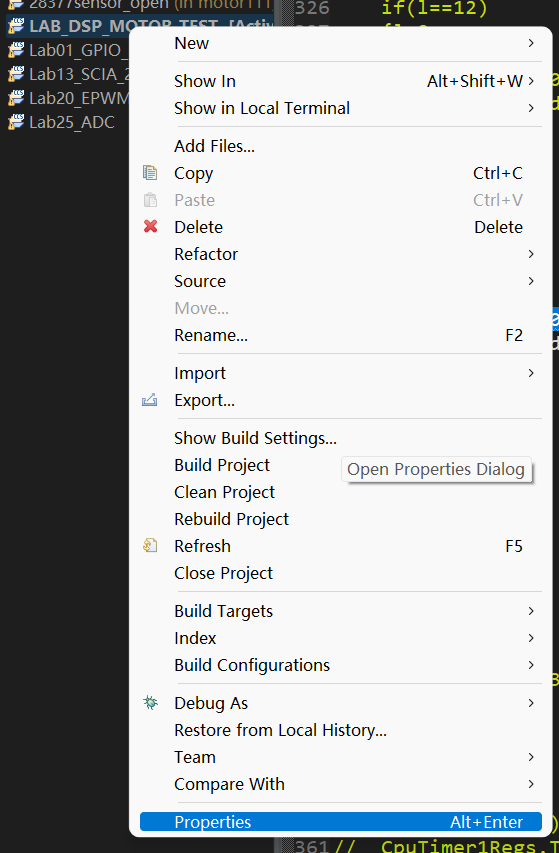 28377sensor_open (in motor111
LAB_DSP_MOTOR_TEST [Activ
Lab01_GPIO_
Lab13_SCIA_2
Lab20_EPWM
Lab25_ADC
326 if(l==12)
New
Show In Alt+Shift+W
Show in Local Terminal
Add Files...
Copy Ctrl+C
Paste Ctrl+V
Delete Delete
Refactor
Source
Move...
Rename... F2
Import
Export...
Show Build Settings...
Build Project
Open Properties Dialog
Clean Project
Rebuild Project
Refresh F5
Close Project
Build Targets
Index
Build Configurations
Debug As
Restore from Local History...
Team
Compare With
Properties Alt+Enter
361// CpuTimer1Regs.T